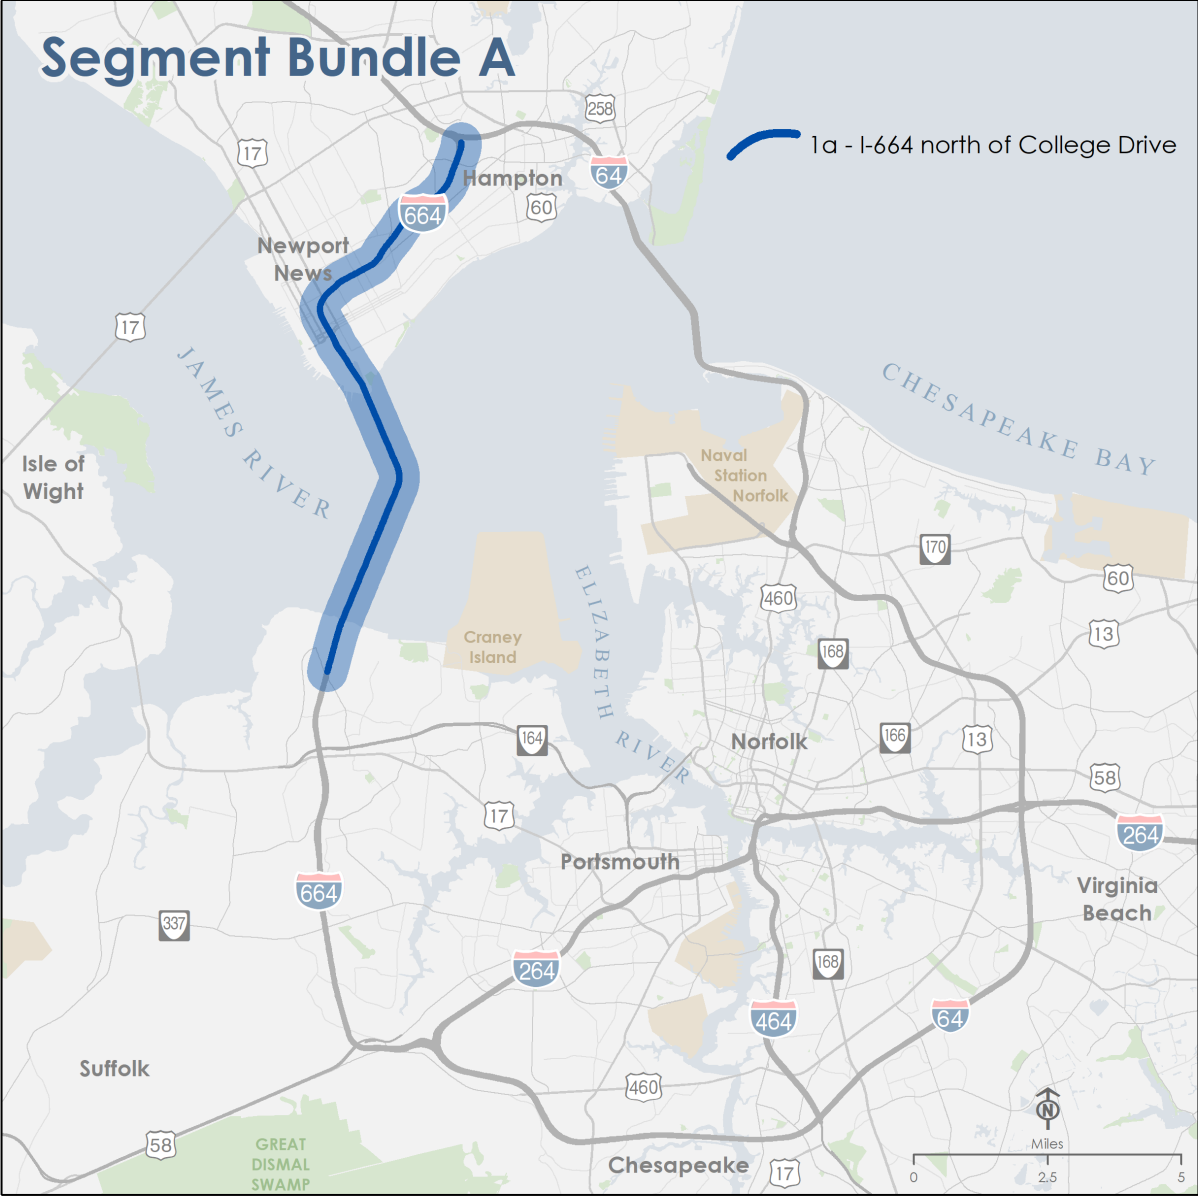 Segment Bundle A
1a - I-664 north of College Drive
258
17
64
Hampton
664
60
Newport
News
17
JAMES RIVER
CHESAPEAKE BAY
Isle of
Wight
Naval
Station
Norfolk
170
60
460
13
ELIZABETH RIVER
Craney
Island
168
164
Norfolk
166
13
58
17
264
Portsmouth
664
Virginia
Beach
337
264
168
464
64
Suffolk
460
N
58
GREAT
DISMAL
SWAMP
Miles
0 2.5 5
Chesapeake
17